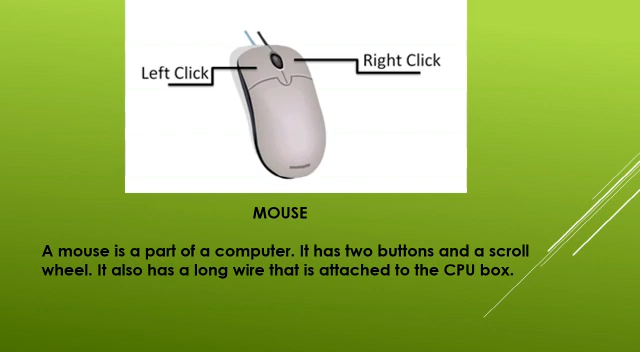 Left Click
Right Click
MOUSE
A mouse is a part of a computer. It has two buttons and a scroll
wheel. It also has a long wire that is attached to the CPU box.